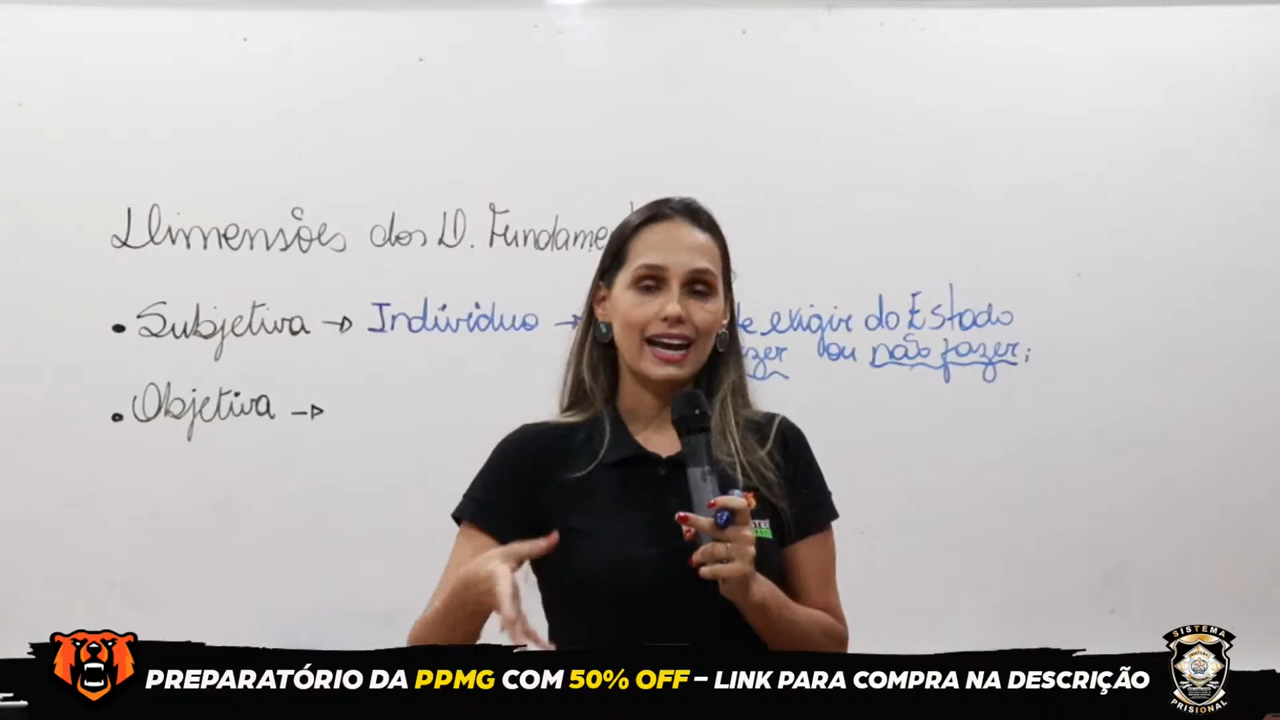 Dimensões dos D. Fundame
• Subjetiva → Indivíduo → de exigir do Estado
zer ou não fazer;
• Objetiva →
PREPARATÓRIO DA PPMG COM 50% OFF – LINK PARA COMPRA NA DESCRIÇÃO
SISTEMA
PRISIONAL